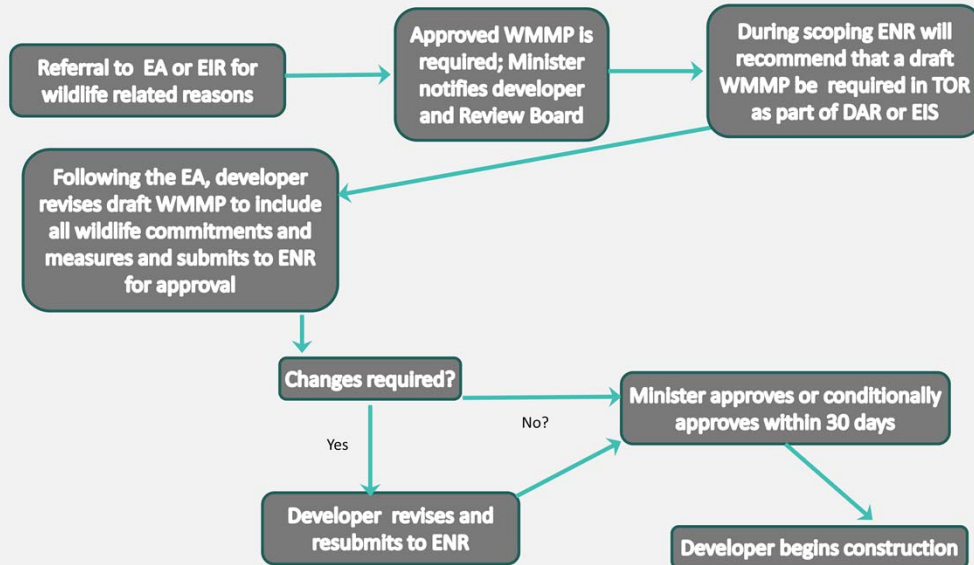 Referral to EA or EIR for
wildlife related reasons
Approved WMMP is
required; Minister
notifies developer
and Review Board
During scoping ENR will
recommend that a draft
WMMP be required in TOR
as part of DAR or EIS
Following the EA, developer
revises draft WMMP to include
all wildlife commitments and
measures and submits to ENR
for approval
Changes required?
No?
Yes
Minister approves or conditionally
approves within 30 days
Developer revises and
resubmits to ENR
Developer begins construction